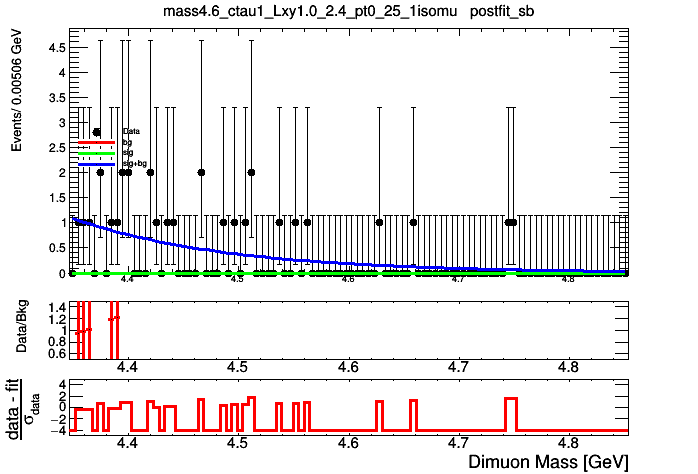 mass4.6_ctau1_Lxy1.0_2.4_pt0_25_1isomu postfit_sb
Events/ 0.00506 GeV
4.5
4
3.5
3
2.5
2
1.5
1
0.5
0
Data
bg
sig
sig+bg
4.4 4.5 4.6 4.7 4.8
Data/Bkg
1.4
1.2
1
0.8
0.6
4.4 4.5 4.6 4.7 4.8
data - fit
σdata
4
2
0
−2
−4
4.4 4.5 4.6 4.7 4.8
Dimuon Mass [GeV]